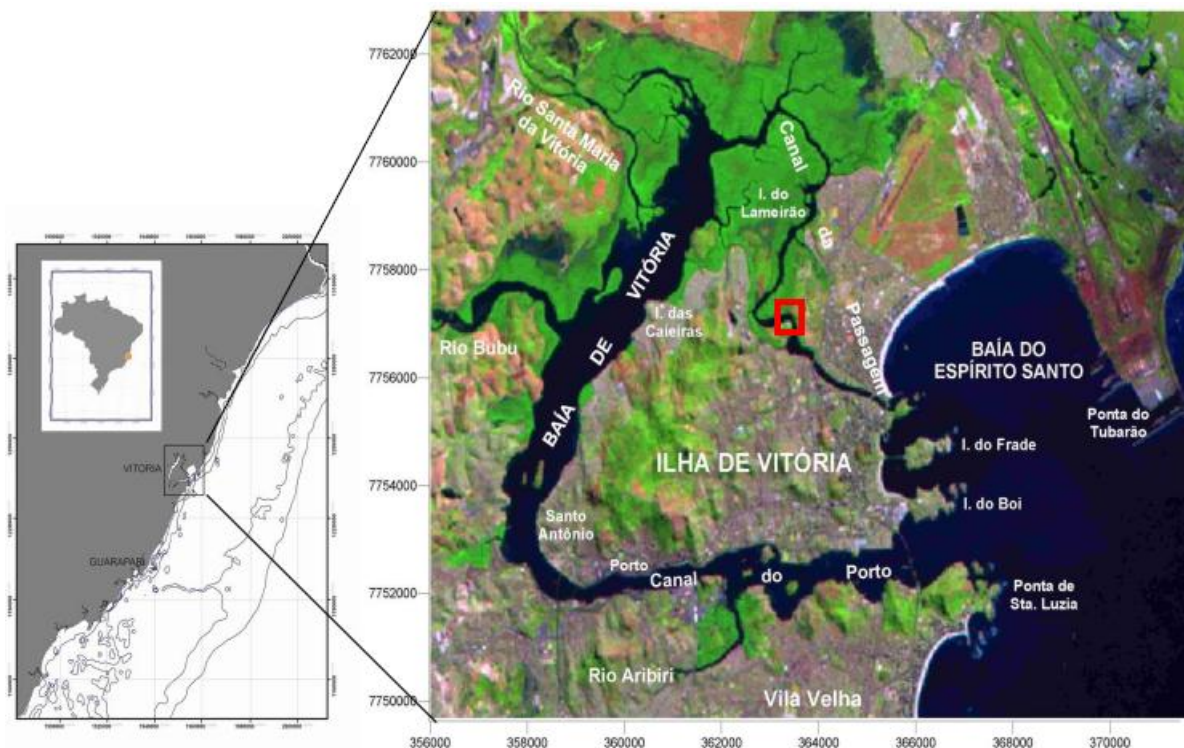 7762000
7760000
7758000
7756000
7754000
7752000
7750000
356000
358000
360000
362000
364000
366000
368000
370000
Rio Santa Maria
da Vitória
Canal
da
Passagem
I. do
Lameirão
BAÍA DE VITÓRIA
I. das
Caieiras
Rio Bubu
BAÍA DO
ESPÍRITO SANTO
Ponta do
Tubarão
I. do Frade
ILHA DE VITÓRIA
I. do Boi
Santo
Antônio
Porto
Canal do Porto
Ponta de
Sta. Luzia
Rio Aribiri
Vila Velha
VITORIA
GUARAPARI